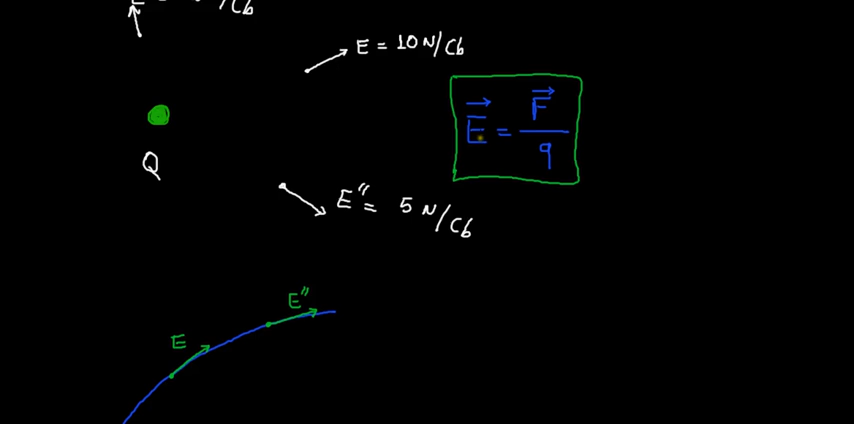 /Cb
E = 10 N/Cb
E = F / q
Q
E" = 5 N/Cb
E"
E